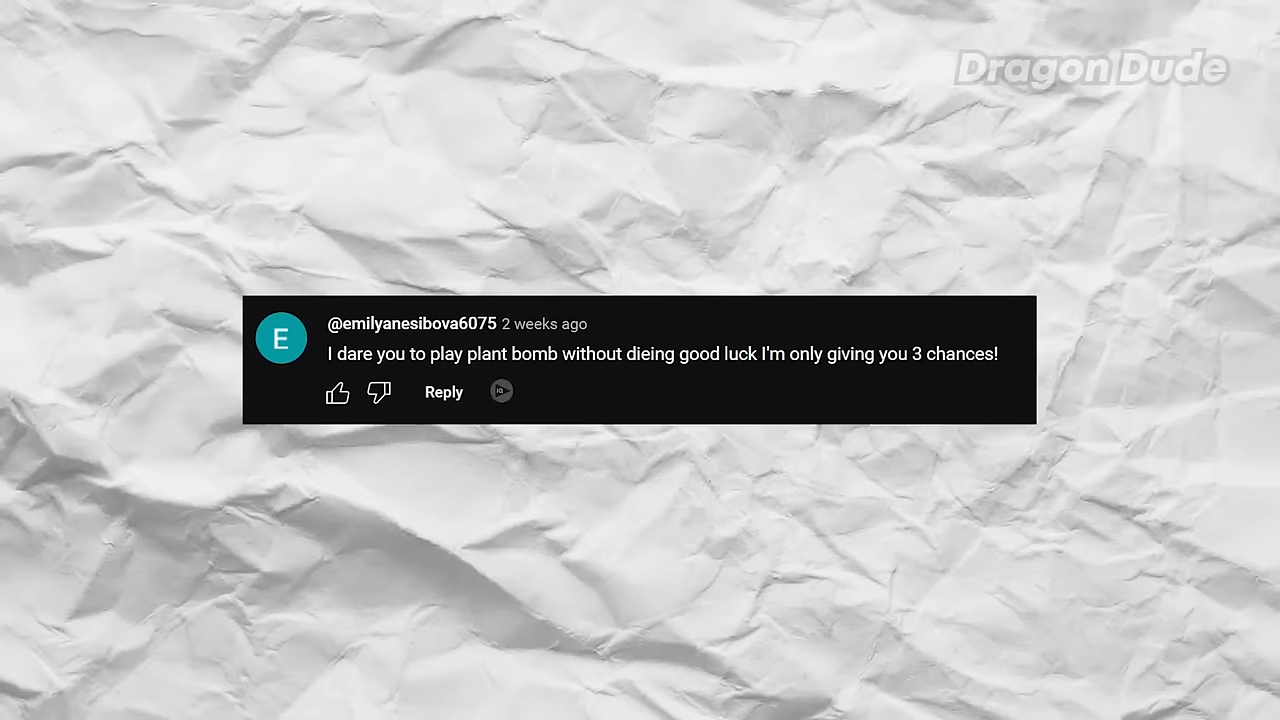 Dragon Dude
E
@emilyanesibova6075 2 weeks ago
I dare you to play plant bomb without dieing good luck I'm only giving you 3 chances!
Reply